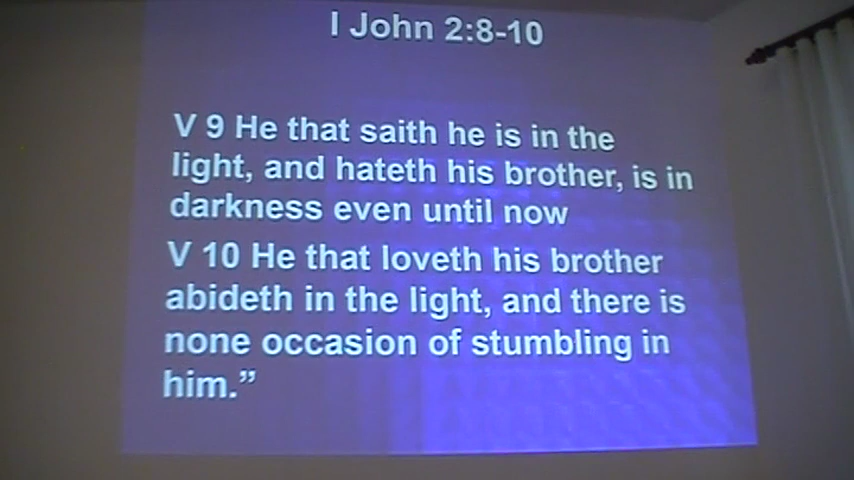 I John 2:8-10
V 9 He that saith he is in the
light, and hateth his brother, is in
darkness even until now
V 10 He that loveth his brother
abideth in the light, and there is
none occasion of stumbling in
him.”